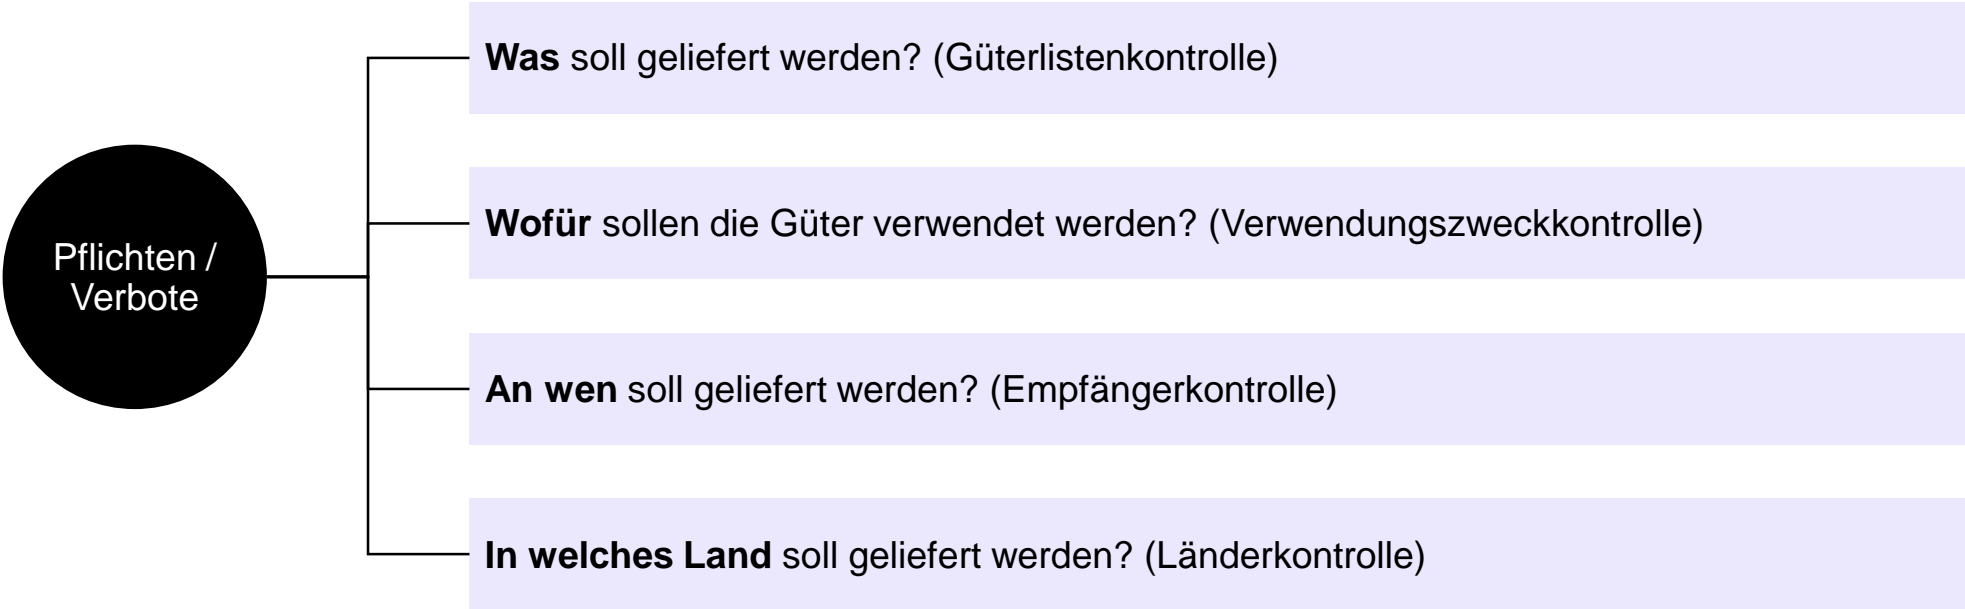 Was soll geliefert werden? (Güterlistenkontrolle)
Wofür sollen die Güter verwendet werden? (Verwendungszweckkontrolle)
Pflichten /
Verbote
An wen soll geliefert werden? (Empfängerkontrolle)
In welches Land soll geliefert werden? (Länderkontrolle)